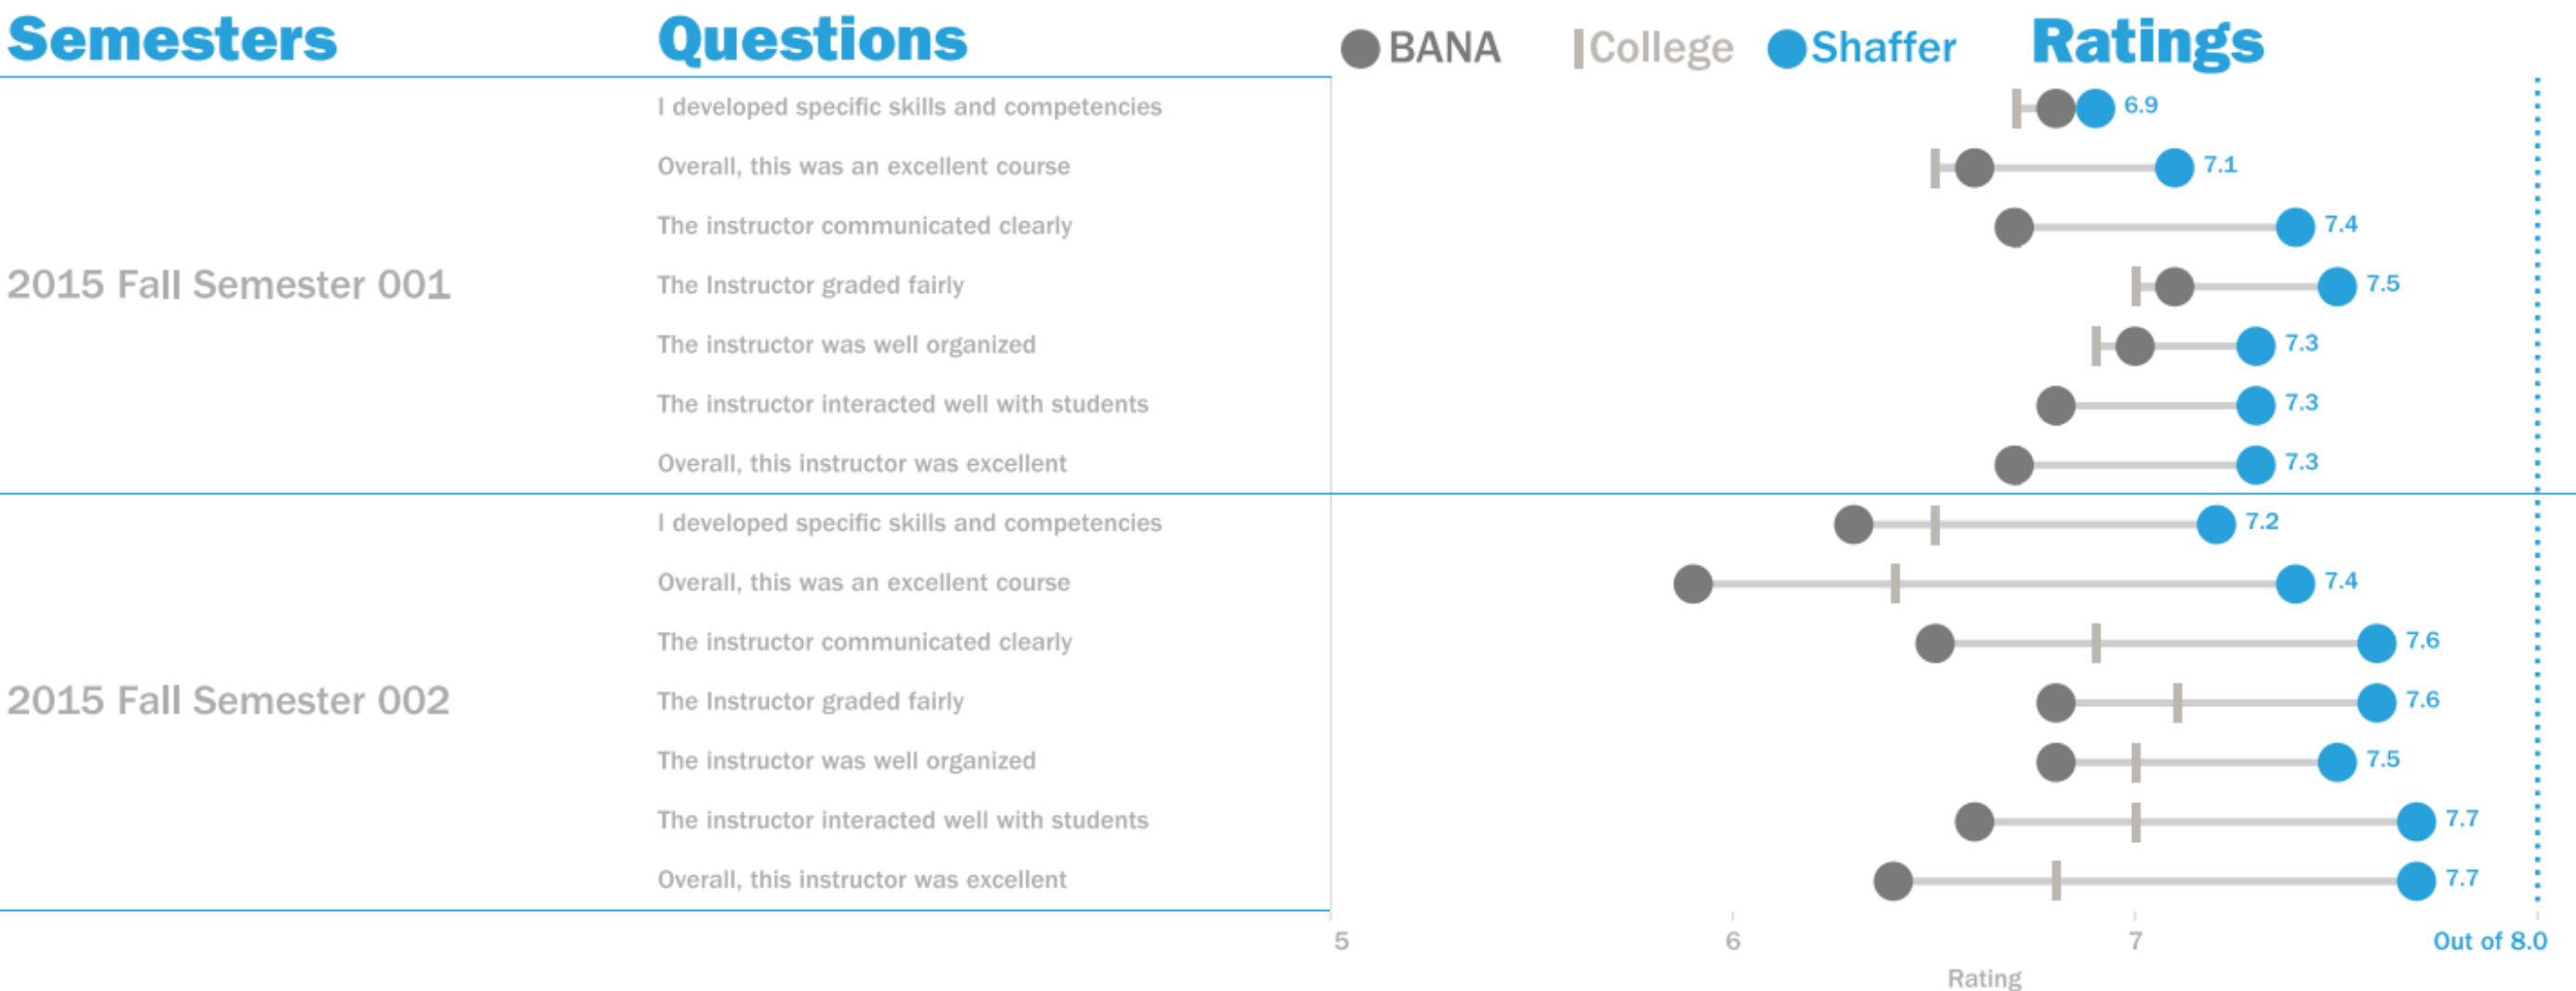 Semesters Questions BANA College Shaffer Ratings
I developed specific skills and competencies 6.9
Overall, this was an excellent course 7.1
The instructor communicated clearly 7.4
2015 Fall Semester 001 The Instructor graded fairly 7.5
The instructor was well organized 7.3
The instructor interacted well with students 7.3
Overall, this instructor was excellent 7.3
I developed specific skills and competencies 7.2
Overall, this was an excellent course 7.4
The instructor communicated clearly 7.6
2015 Fall Semester 002 The Instructor graded fairly 7.6
The instructor was well organized 7.5
The instructor interacted well with students 7.7
Overall, this instructor was excellent 7.7
5 6 7 Out of 8.0
Rating